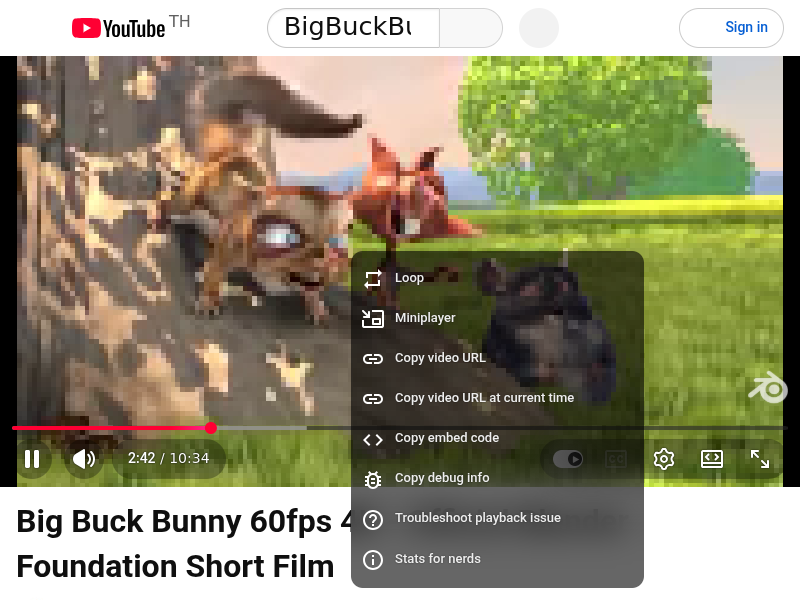 YouTube TH
BigBuckBu
Sign in
Loop
Miniplayer
Copy video URL
Copy video URL at current time
Copy embed code
Copy debug info
Troubleshoot playback issue
Stats for nerds
2:42 / 10:34
Big Buck Bunny 60fps
Foundation Short Film